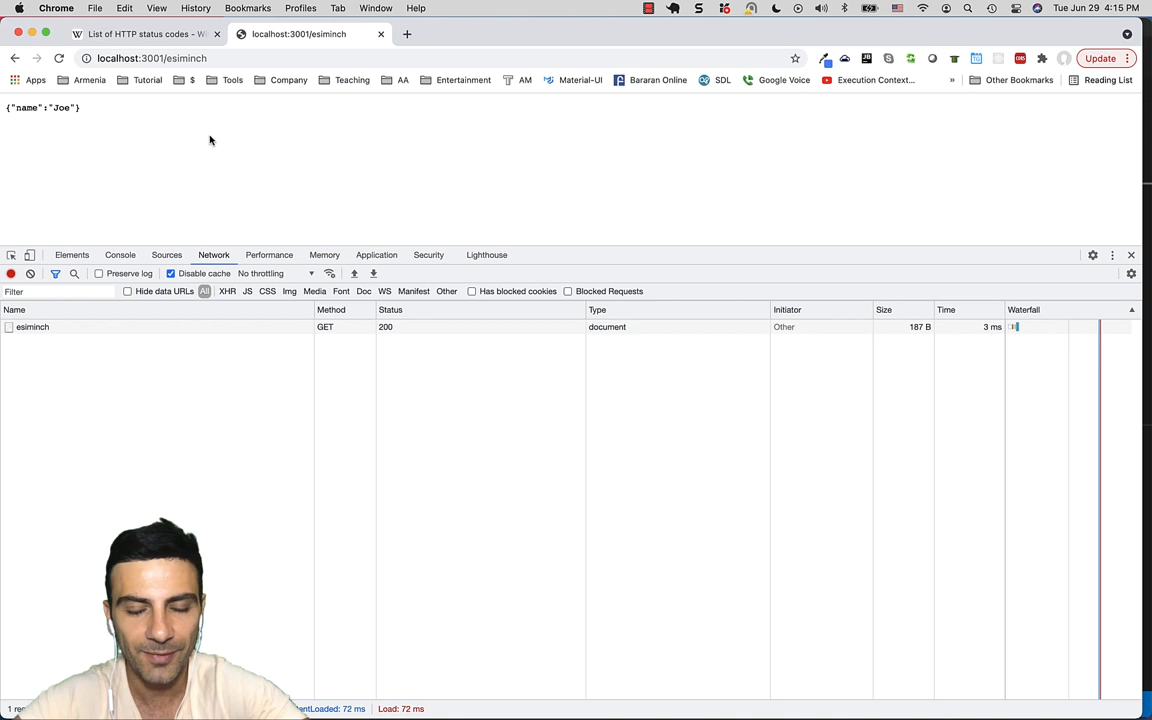 Chrome File Edit View History Bookmarks Profiles Tab Window Help Tue Jun 29 4:15 PM
List of HTTP status codes - Wi localhost:3001/esiminch
localhost:3001/esiminch Update
Apps Armenia Tutorial $ Tools Company Teaching AA Entertainment AM Material-UI Bararan Online SDL Google Voice Execution Context... » Other Bookmarks Reading List
{"name":"Joe"}
Elements Console Sources Network Performance Memory Application Security Lighthouse
Preserve log Disable cache No throttling
Filter Hide data URLs All XHR JS CSS Img Media Font Doc WS Manifest Other Has blocked cookies Blocked Requests
Name Method Status Type Initiator Size Time Waterfall
esiminch GET 200 document Other 187 B 3 ms
1 ntLoaded: 72 ms Load: 72 ms